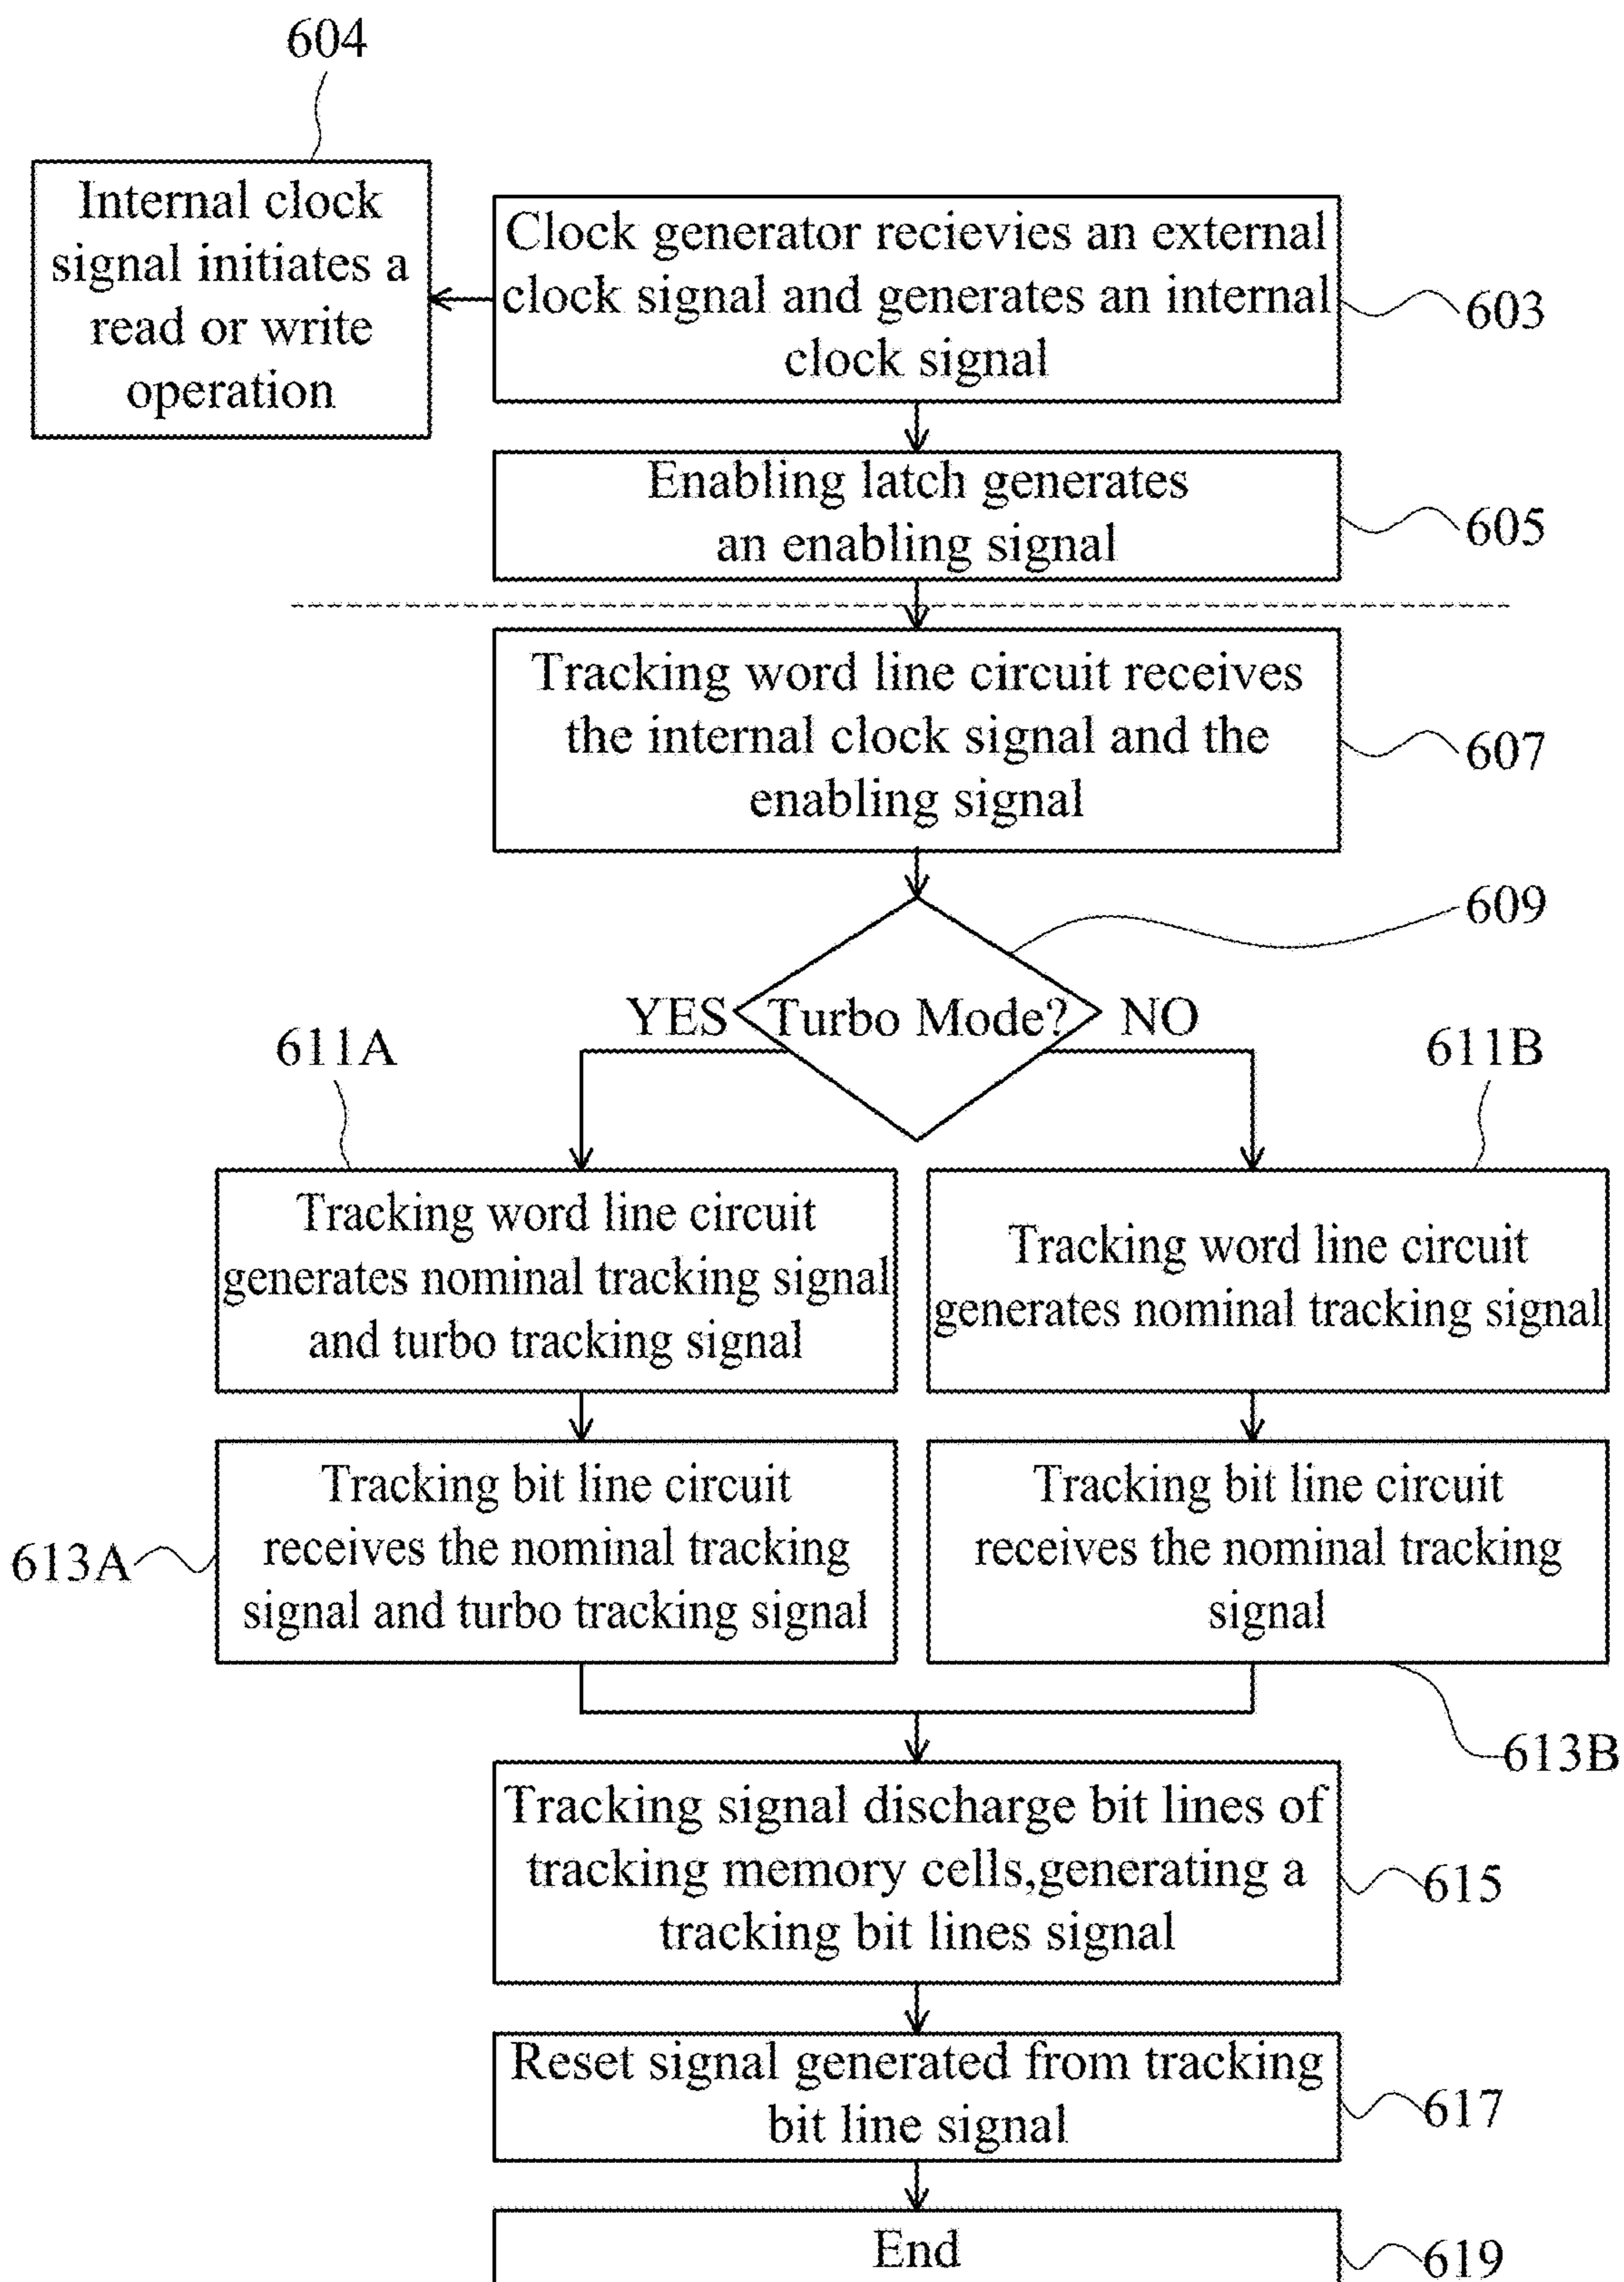 604
Internal clock
signal initiates a
read or write
operation
Clock generator recievies an external
clock signal and generates an internal
clock signal
603
Enabling latch generates
an enabling signal
605
Tracking word line circuit receives
the internal clock signal and the
enabling signal
607
609
YES
Turbo Mode?
NO
611A
611B
Tracking word line circuit
generates nominal tracking signal
and turbo tracking signal
Tracking word line circuit
generates nominal tracking signal
Tracking bit line circuit
receives the nominal tracking
signal and turbo tracking signal
613A
Tracking bit line circuit
receives the nominal tracking
signal
613B
Tracking signal discharge bit lines of
tracking memory cells,generating a
tracking bit lines signal
615
Reset signal generated from tracking
bit line signal
617
End
619